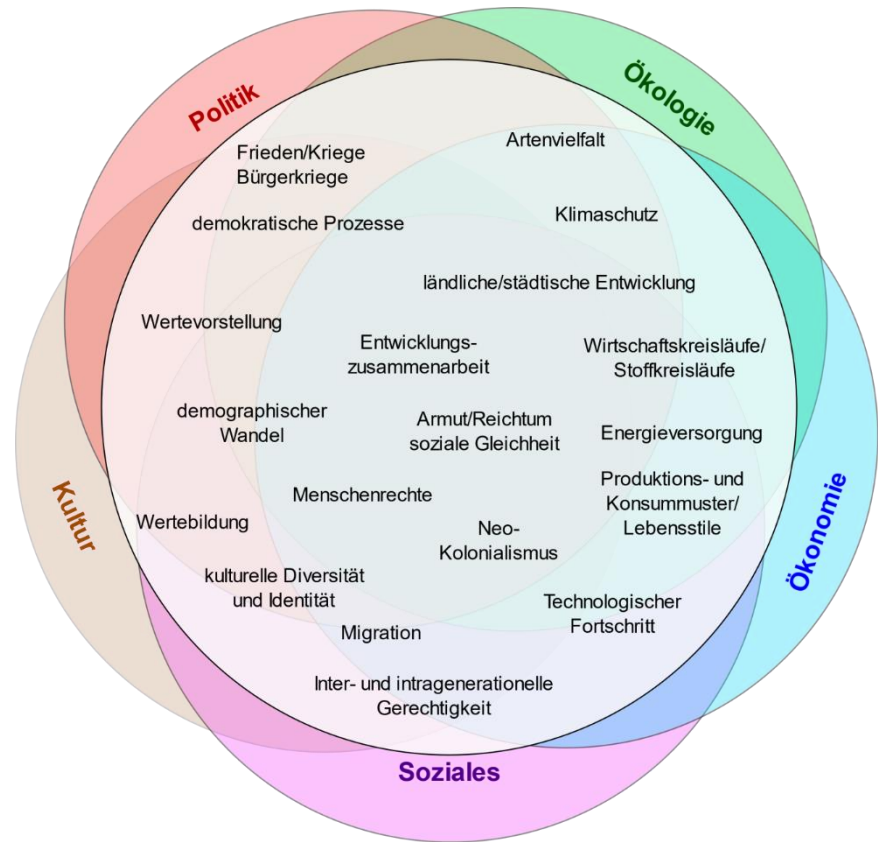 Politik
Ökologie
Frieden/Kriege
Bürgerkriege
Artenvielfalt
demokratische Prozesse
Klimaschutz
ländliche/städtische Entwicklung
Wertevorstellung
Entwicklungs-
zusammenarbeit
Wirtschaftskreisläufe/
Stoffkreisläufe
demographischer
Wandel
Armut/Reichtum
soziale Gleichheit
Energieversorgung
Menschenrechte
Produktions- und
Konsummuster/
Lebensstile
Kultur
Wertebildung
Neo-
Kolonialismus
Ökonomie
kulturelle Diversität
und Identität
Migration
Technologischer
Fortschritt
Inter- und intragenerationelle
Gerechtigkeit
Soziales